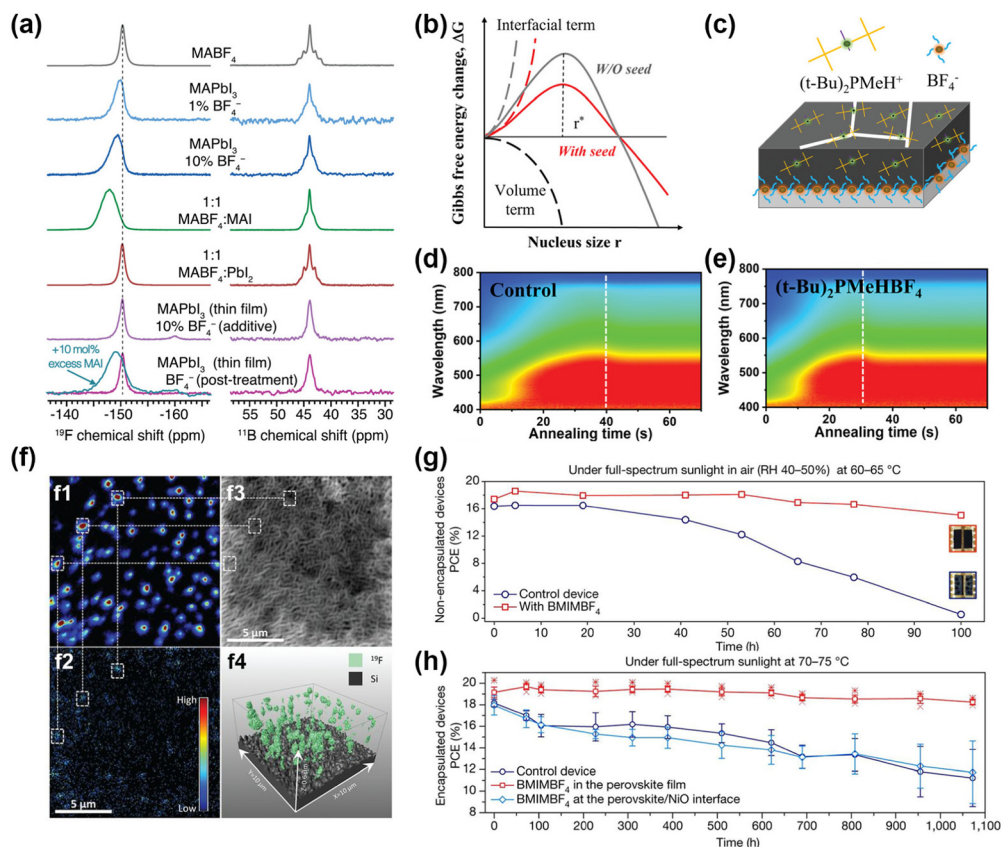 (a)
MABF4
MAPbI3
1% BF4−
MAPbI3
10% BF4−
1:1
MABF4:MAI
1:1
MABF4:PbI2
MAPbI3 (thin film)
10% BF4− (additive)
+10 mol%
excess MAI
MAPbI3 (thin film)
BF4− (post-treatment)
-140 -150 -160
55 50 45 40 35 30
19F chemical shift (ppm)
11B chemical shift (ppm)
(b)
Gibbs free energy change, ΔG
Interfacial term
W/O seed
r*
With seed
Volume
term
Nucleus size r
(c)
(t-Bu)2PMeH+
BF4−
(d)
Control
Wavelength (nm)
800
700
600
500
400
0 20 40 60
Annealing time (s)
(e)
(t-Bu)2PMeHBF4
Wavelength (nm)
800
700
600
500
400
0 20 40 60
Annealing time (s)
(f)
f1
f3
5 μm
f2
High
Low
5 μm
f4
19F
Si
Y=10 μm
X=10 μm
(g)
Under full-spectrum sunlight in air (RH 40–50%) at 60–65 °C
Non-encapsulated devices
PCE (%)
20
16
12
8
4
0
Control device
With BMIMBF4
0 10 20 30 40 50 60 70 80 90 100
Time (h)
(h)
Under full-spectrum sunlight at 70–75 °C
Encapsulated devices
PCE (%)
20
18
16
14
12
10
Control device
BMIMBF4 in the perovskite film
BMIMBF4 at the perovskite/NiO interface
0 100 200 300 400 500 600 700 800 900 1,000 1,100
Time (h)